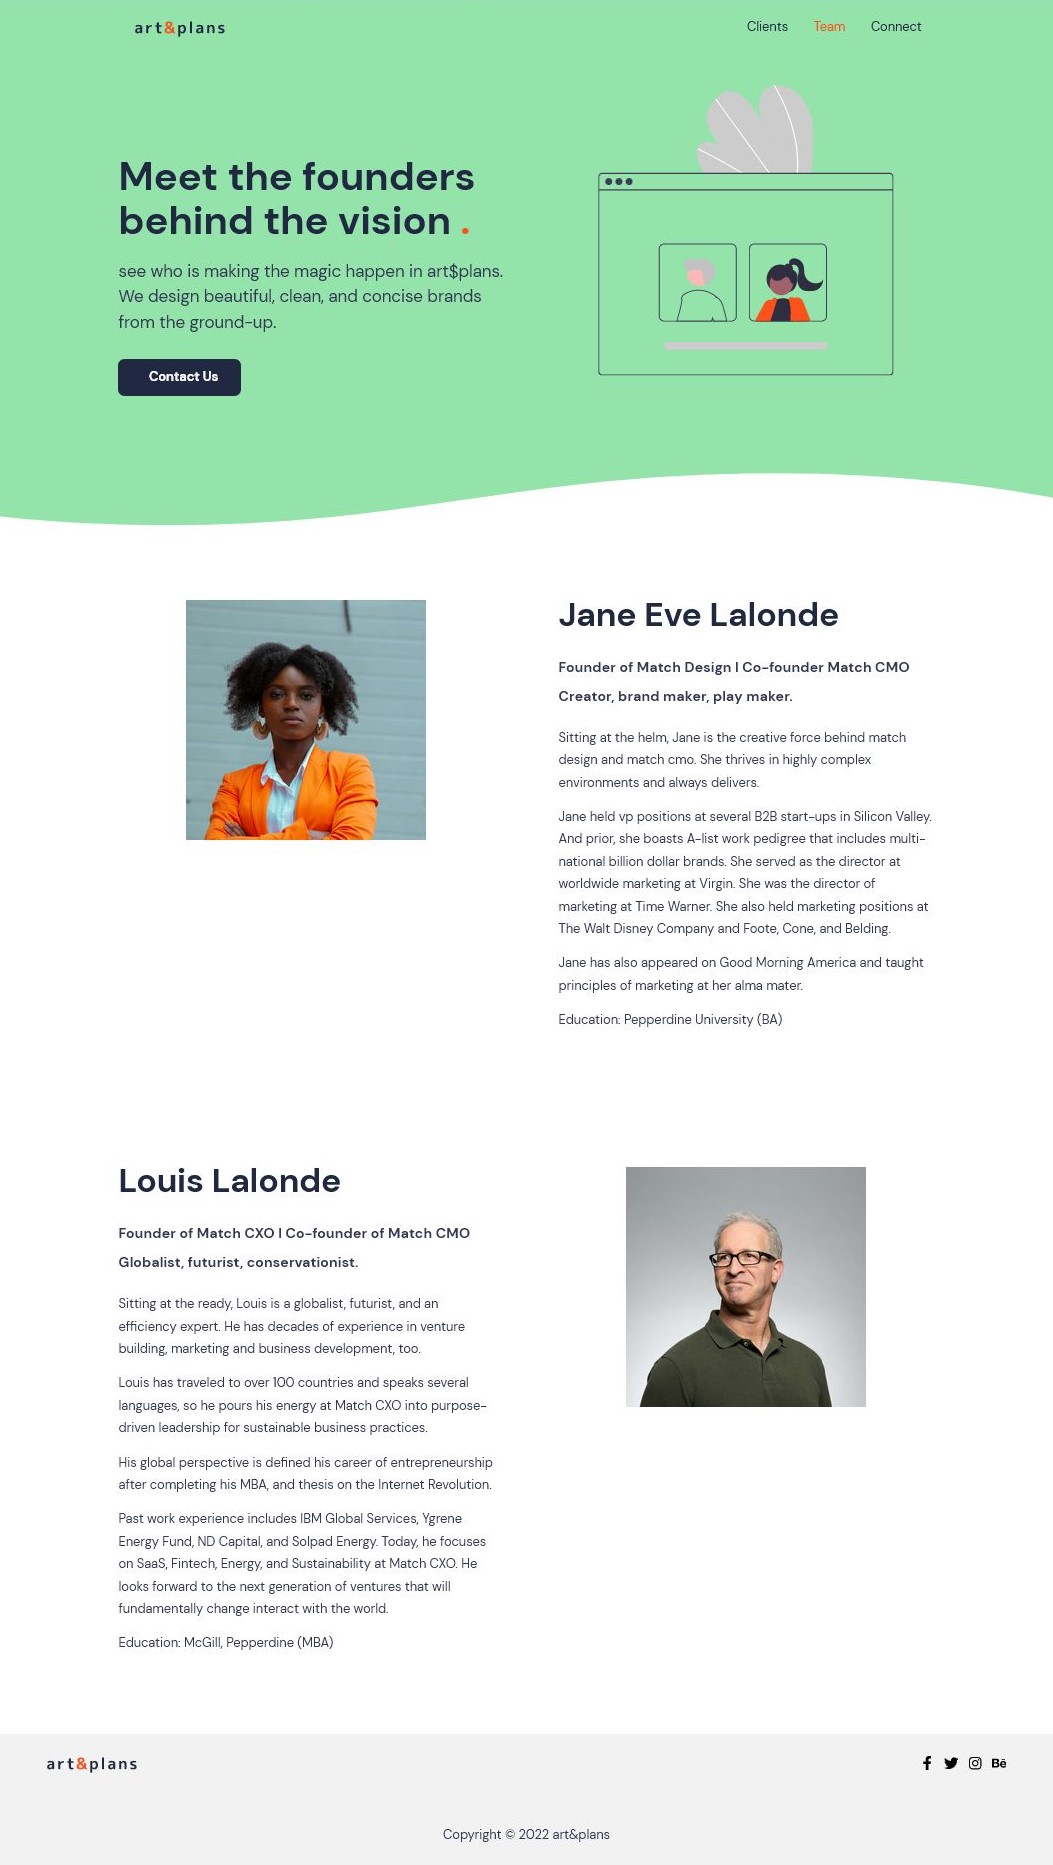 art&plans
Clients Team Connect
Meet the founders
behind the vision .
see who is making the magic happen in art$plans.
We design beautiful, clean, and concise brands
from the ground-up.
Contact Us
Jane Eve Lalonde
Founder of Match Design I Co-founder Match CMO
Creator, brand maker, play maker.
Sitting at the helm, Jane is the creative force behind match
design and match cmo. She thrives in highly complex
environments and always delivers.
Jane held vp positions at several B2B start-ups in Silicon Valley.
And prior, she boasts A-list work pedigree that includes multi-
national billion dollar brands. She served as the director at
worldwide marketing at Virgin. She was the director of
marketing at Time Warner. She also held marketing positions at
The Walt Disney Company and Foote, Cone, and Belding.
Jane has also appeared on Good Morning America and taught
principles of marketing at her alma mater.
Education: Pepperdine University (BA)
Louis Lalonde
Founder of Match CXO I Co-founder of Match CMO
Globalist, futurist, conservationist.
Sitting at the ready, Louis is a globalist, futurist, and an
efficiency expert. He has decades of experience in venture
building, marketing and business development, too.
Louis has traveled to over 100 countries and speaks several
languages, so he pours his energy at Match CXO into purpose-
driven leadership for sustainable business practices.
His global perspective is defined his career of entrepreneurship
after completing his MBA, and thesis on the Internet Revolution.
Past work experience includes IBM Global Services, Ygrene
Energy Fund, ND Capital, and Solpad Energy. Today, he focuses
on SaaS, Fintech, Energy, and Sustainability at Match CXO. He
looks forward to the next generation of ventures that will
fundamentally change interact with the world.
Education: McGill, Pepperdine (MBA)
art&plans
Bē
Copyright © 2022 art&plans